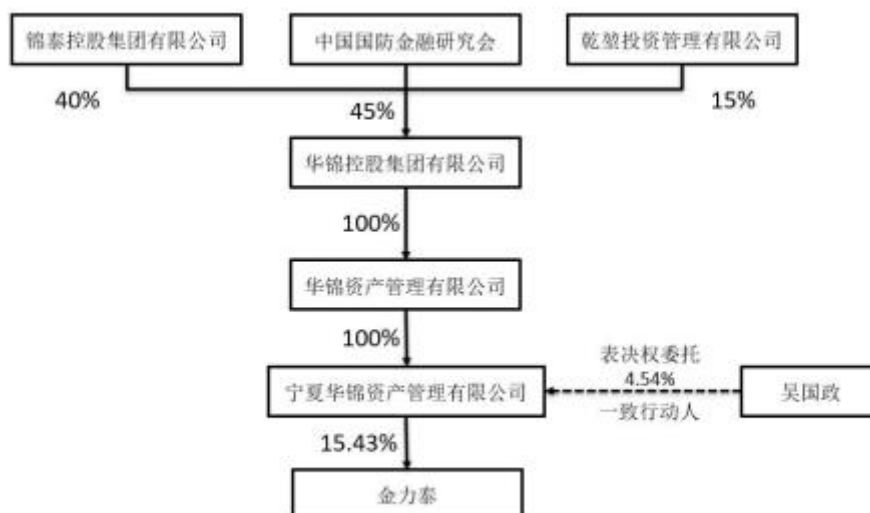 锦泰控股集团有限公司
中国国防金融研究会
乾堃投资管理有限公司
40%
45%
15%
华锦控股集团有限公司
100%
华锦资产管理有限公司
100%
表决权委托
4.54%
宁夏华锦资产管理有限公司
吴国政
一致行动人
15.43%
金力泰